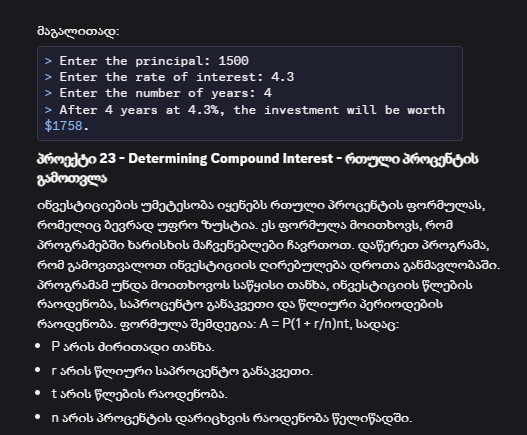 მაგალითად:
> Enter the principal: 1500
> Enter the rate of interest: 4.3
> Enter the number of years: 4
> After 4 years at 4.3%, the investment will be worth
$1758.
პროექტი 23 - Determining Compound Interest - რთული პროცენტის
გამოთვლა
ინვესტიციების უმეტესობა იყენებს რთული პროცენტის ფორმულას,
რომელიც ბევრად უფრო ზუსტია. ეს ფორმულა მოითხოვს, რომ
პროგრამებში ხარისხის მაჩვენებლები ჩავრთოთ. დაწერეთ პროგრამა,
რომ გამოვთვალოთ ინვესტიციის ღირებულება დროთა განმავლობაში.
პროგრამამ უნდა მოითხოვოს საწყისი თანხა, ინვესტიციის წლების
რაოდენობა, საპროცენტო განაკვეთი და წლიური პერიოდების
რაოდენობა. ფორმულა შემდეგია: A = P(1 + r/n)nt, სადაც:
• P არის ძირითადი თანხა.
• r არის წლიური საპროცენტო განაკვეთი.
• t არის წლების რაოდენობა.
• n არის პროცენტის დარიცხვის რაოდენობა წელიწადში.